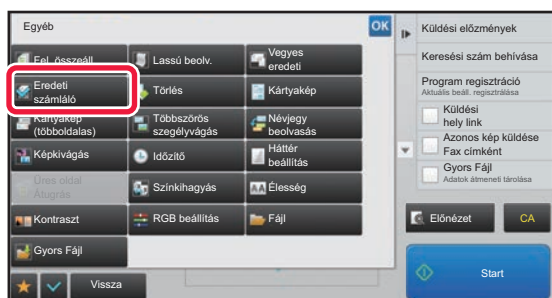 Egyéb
OK
Fel. összeáll.
Lassú beolv.
Vegyes
eredeti
Eredeti
számláló
Törlés
Kártyakép
Kártyakép
(többoldalas)
Többszörös
szegélyvágás
Névjegy
beolvasás
Képkivágás
Időzítő
Háttér
beállítás
Üres oldal
Átugrás
Színkihagyás
Élesség
Kontraszt
RGB beállítás
Fájl
Gyors Fájl
Vissza
Küldési előzmények
Keresési szám behívása
Program regisztráció
Aktuális beáll. regisztrálása
Küldési
hely link
Azonos kép küldése
Fax címként
Gyors Fájl
Adatok átmeneti tárolása
Előnézet
CA
Start